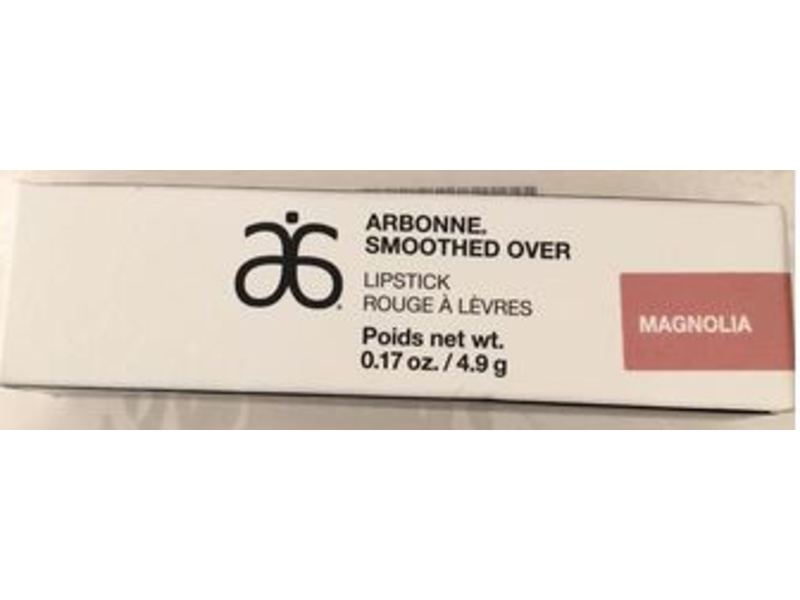 ARBONNE®
SMOOTHED OVER
LIPSTICK
ROUGE À LÈVRES
Poids net wt.
0.17 oz. / 4.9 g
MAGNOLIA